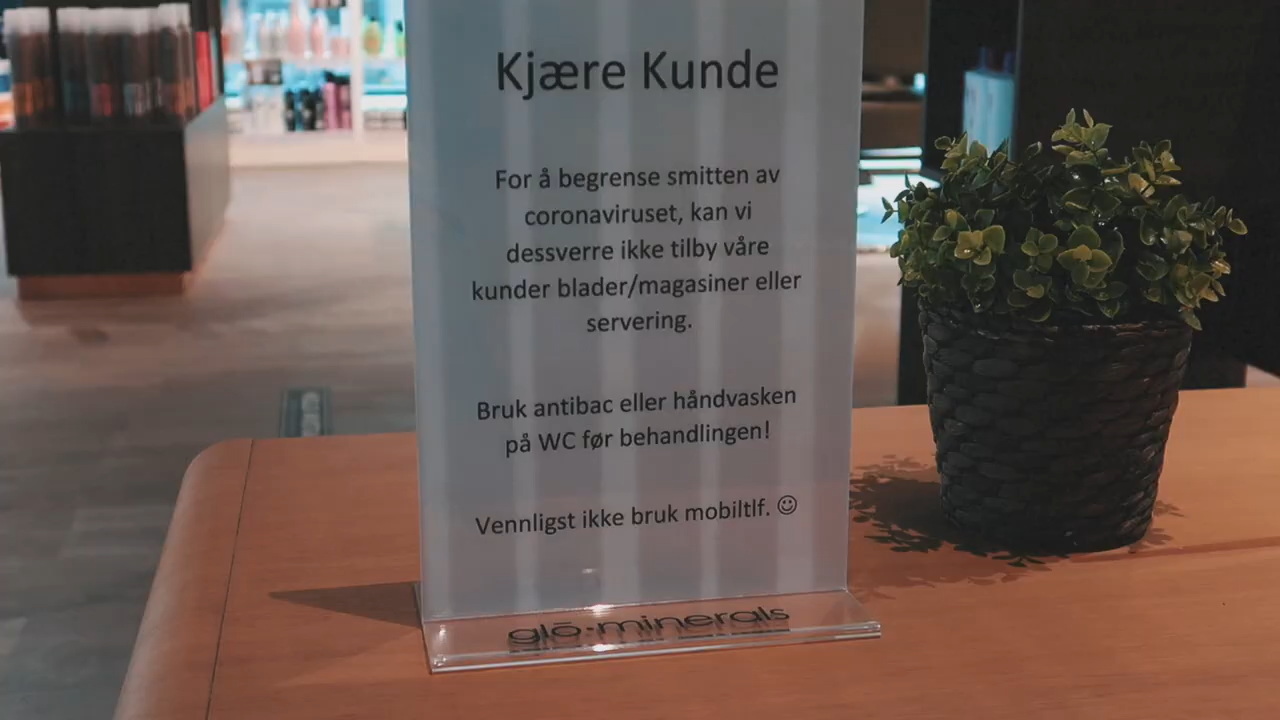 Kjære Kunde
For å begrense smitten av
coronaviruset, kan vi
dessverre ikke tilby våre
kunder blader/magasiner eller
servering.
Bruk antibac eller håndvasken
på WC før behandlingen!
Vennligst ikke bruk mobiltlf. ☺
glō·minerals